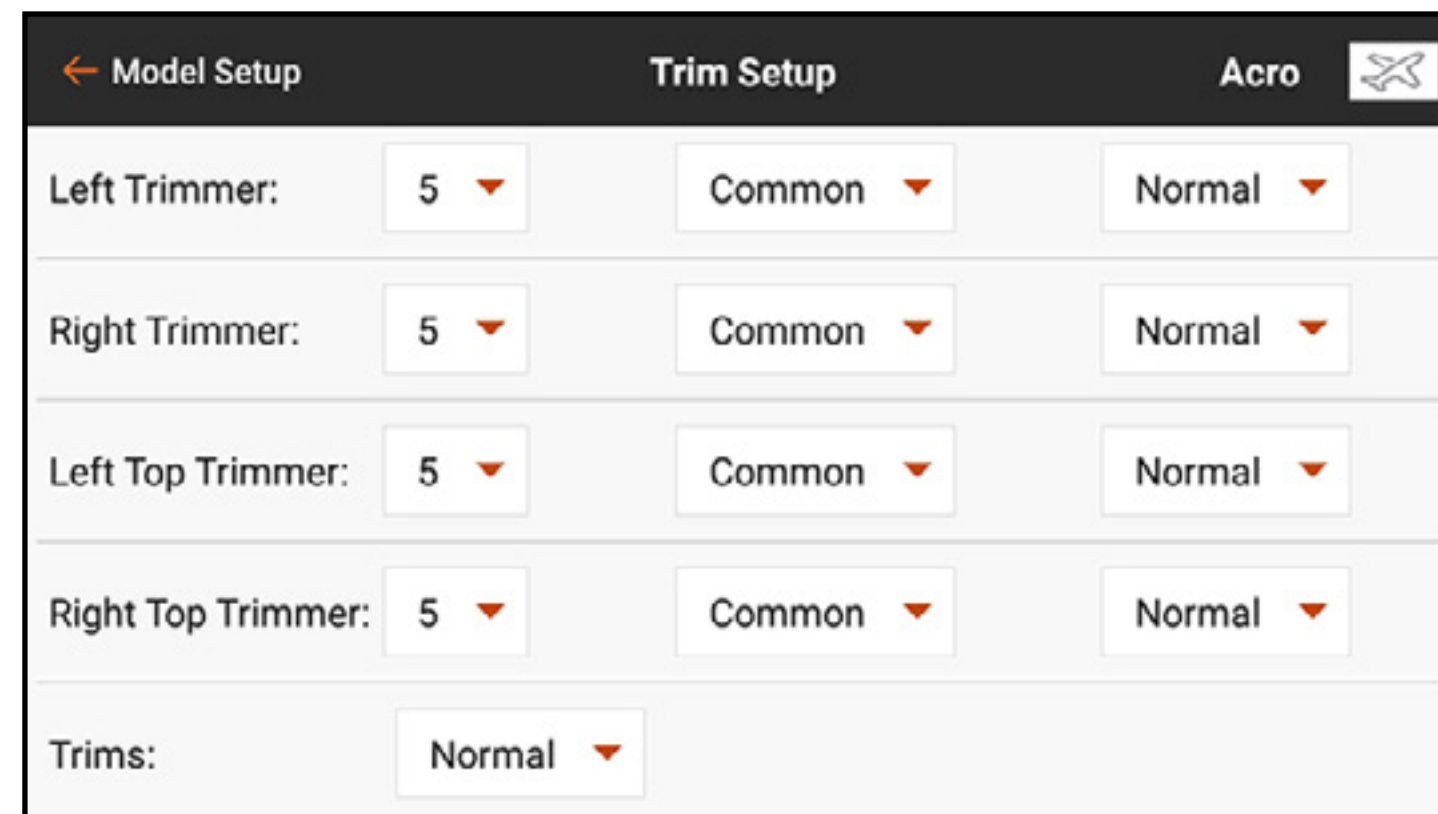 Model Setup Trim Setup Acro
Left Trimmer: 5 Common Normal
Right Trimmer: 5 Common Normal
Left Top Trimmer: 5 Common Normal
Right Top Trimmer: 5 Common Normal
Trims: Normal